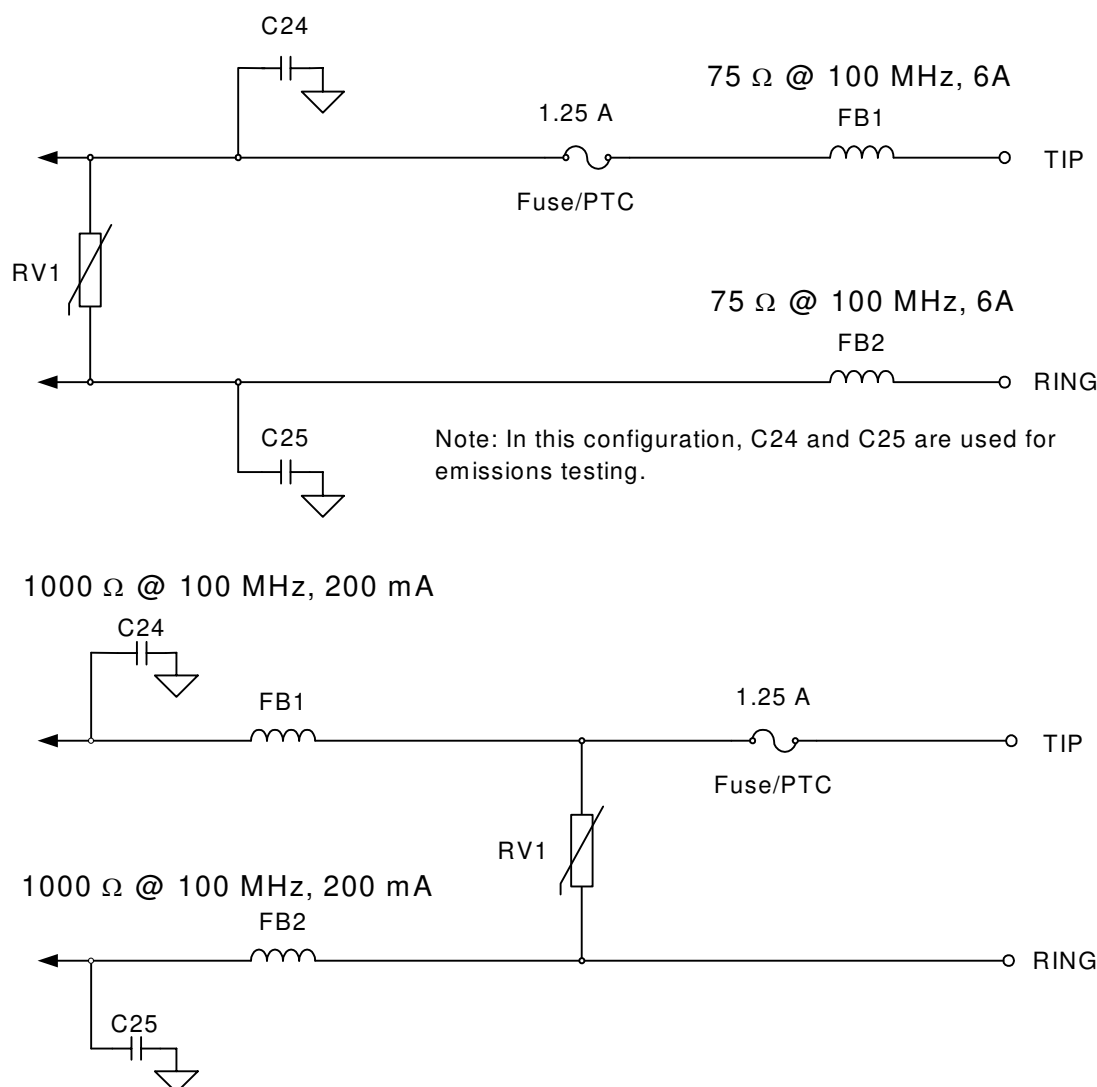 C24
75 Ω @ 100 MHz, 6A
1.25 A
FB1
TIP
Fuse/PTC
RV1
75 Ω @ 100 MHz, 6A
FB2
RING
C25
Note: In this configuration, C24 and C25 are used for
emissions testing.
1000 Ω @ 100 MHz, 200 mA
C24
FB1
1.25 A
TIP
Fuse/PTC
RV1
1000 Ω @ 100 MHz, 200 mA
FB2
RING
C25